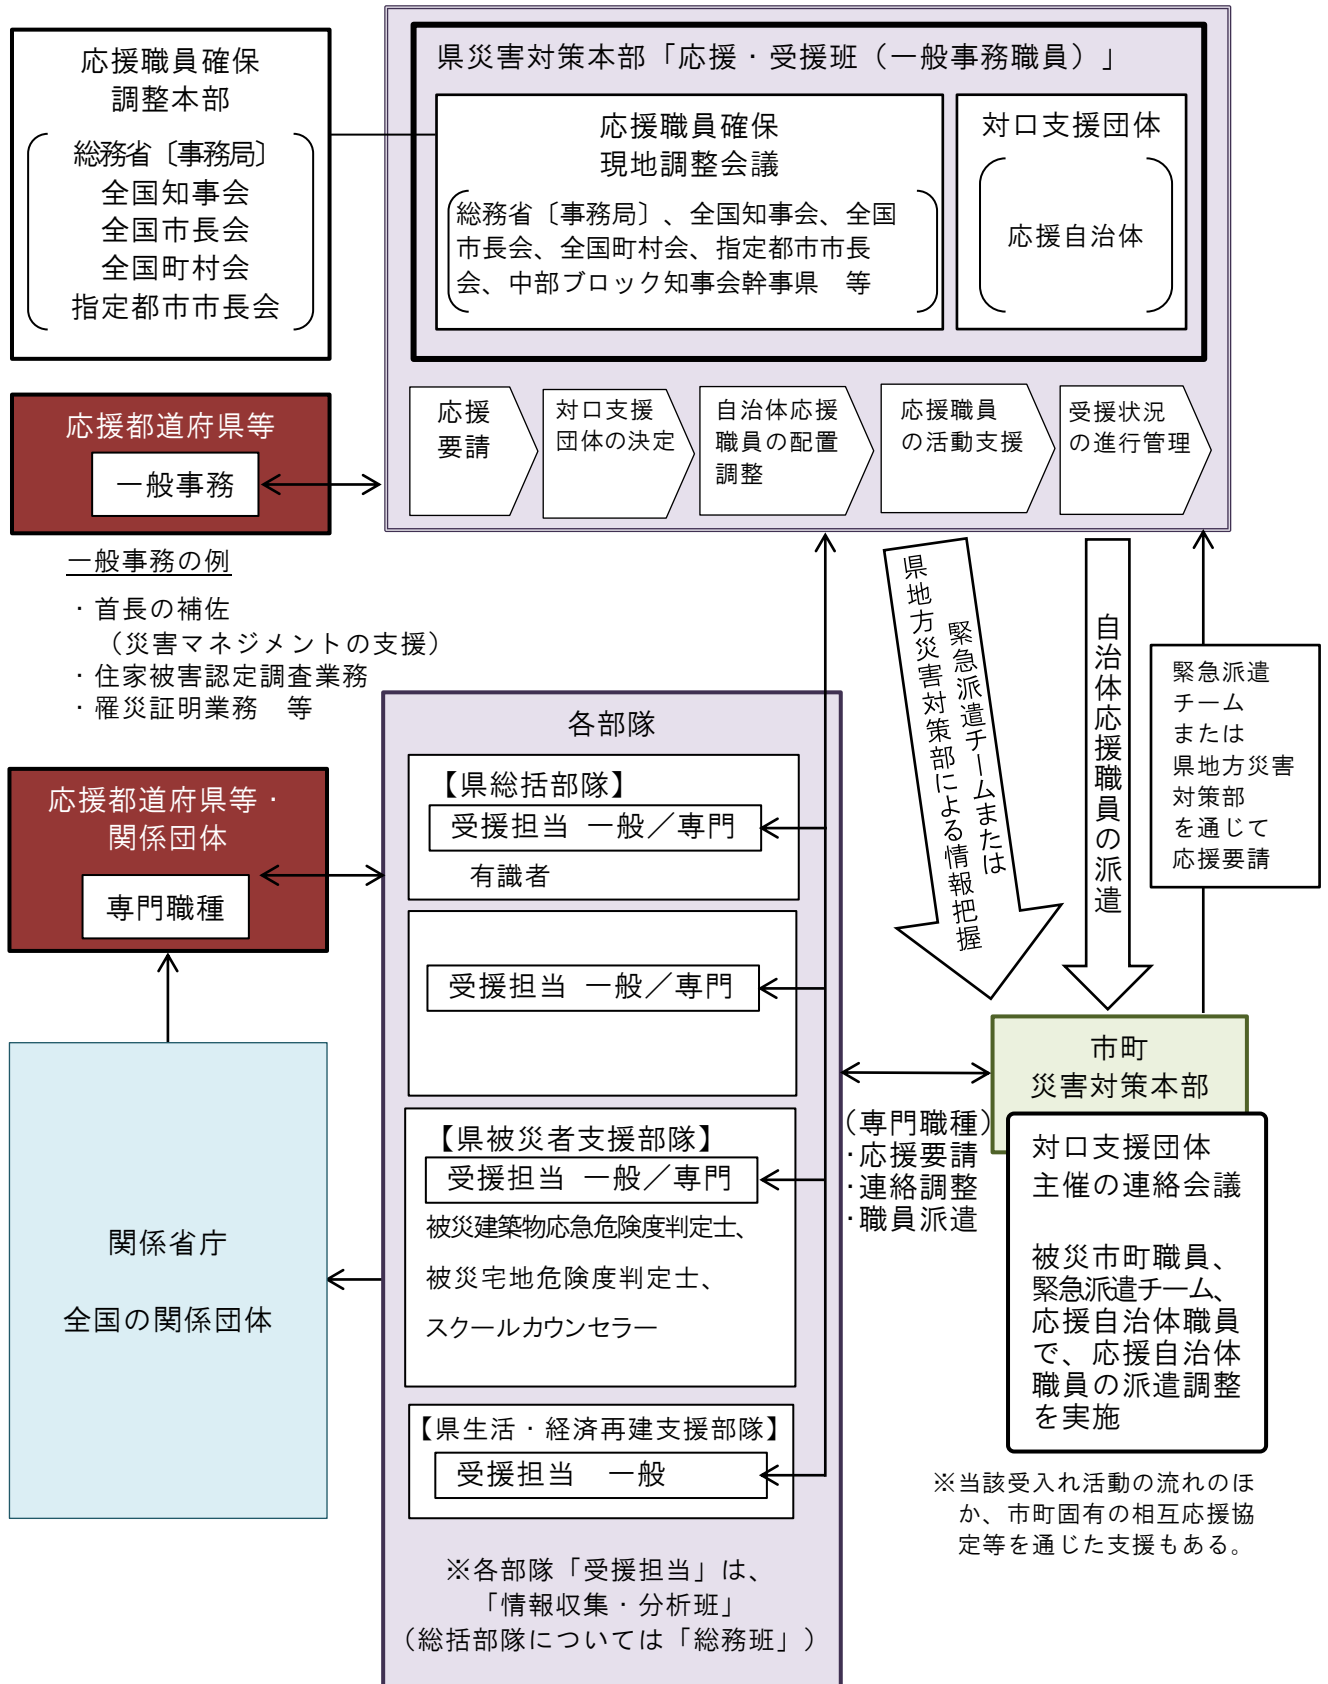 応援職員確保
調整本部
総務省〔事務局〕
全国知事会
全国市長会
全国町村会
指定都市市長会
県災害対策本部「応援・受援班（一般事務職員）」
応援職員確保
現地調整会議
総務省〔事務局〕、全国知事会、全国
市長会、全国町村会、指定都市市長
会、中部ブロック知事会幹事県　等
対口支援団体
応援自治体
応援
要請
対口支援
団体の決定
自治体応援
職員の配置
調整
応援職員
の活動支援
受援状況
の進行管理
応援都道府県等
一般事務
一般事務の例
・首長の補佐
（災害マネジメントの支援）
・住家被害認定調査業務
・罹災証明業務　等
緊急派遣チームまたは
県地方災害対策部による情報把握
自治体応援職員の派遣
緊急派遣
チーム
または
県地方災害
対策部
を通じて
応援要請
各部隊
【県総括部隊】
受援担当 一般／専門
有識者
受援担当 一般／専門
【県被災者支援部隊】
受援担当 一般／専門
被災建築物応急危険度判定士、
被災宅地危険度判定士、
スクールカウンセラー
【県生活・経済再建支援部隊】
受援担当　一般
※各部隊「受援担当」は、
「情報収集・分析班」
（総括部隊については「総務班」）
応援都道府県等・
関係団体
専門職種
関係省庁
全国の関係団体
市町
災害対策本部
（専門職種）
・応援要請
・連絡調整
・職員派遣
対口支援団体
主催の連絡会議
被災市町職員、
緊急派遣チーム、
応援自治体職員
で、応援自治体
職員の派遣調整
を実施
※当該受入れ活動の流れのほ
か、市町固有の相互応援協
定等を通じた支援もある。